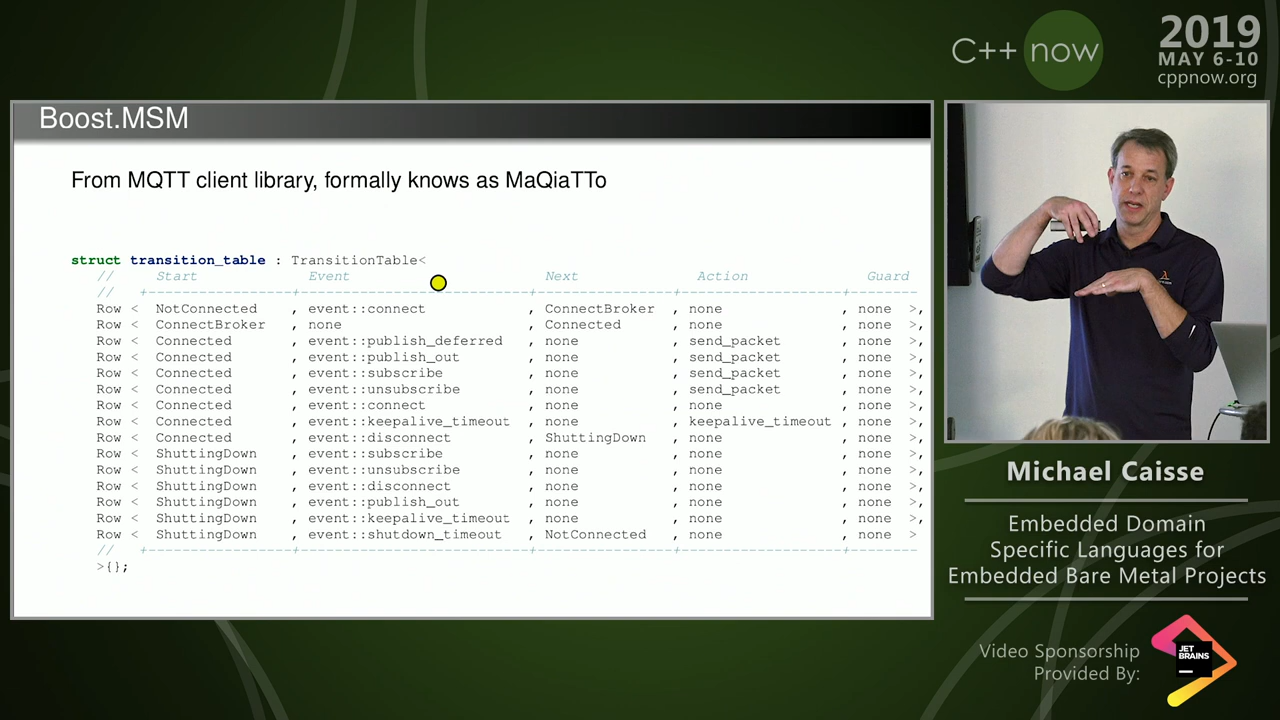 C++ now
2019
MAY 6-10
cppnow.org
Boost.MSM
From MQTT client library, formally knows as MaQiaTTo
struct transition_table : TransitionTable<
// Start Event Next Action Guard
// +------------------+----------------------------+-----------------+--------------------+---------
Row < NotConnected , event::connect , ConnectBroker , none , none >,
Row < ConnectBroker , none , Connected , none , none >,
Row < Connected , event::publish_deferred , none , send_packet , none >,
Row < Connected , event::publish_out , none , send_packet , none >,
Row < Connected , event::subscribe , none , send_packet , none >,
Row < Connected , event::unsubscribe , none , send_packet , none >,
Row < Connected , event::connect , none , none , none >,
Row < Connected , event::keepalive_timeout , none , keepalive_timeout , none >,
Row < Connected , event::disconnect , ShuttingDown , none , none >,
Row < ShuttingDown , event::subscribe , none , none , none >,
Row < ShuttingDown , event::unsubscribe , none , none , none >,
Row < ShuttingDown , event::disconnect , none , none , none >,
Row < ShuttingDown , event::publish_out , none , none , none >,
Row < ShuttingDown , event::keepalive_timeout , none , none , none >,
Row < ShuttingDown , event::shutdown_timeout , NotConnected , none , none >
// +------------------+----------------------------+-----------------+--------------------+---------
>{};
Michael Caisse
Embedded Domain
Specific Languages for
Embedded Bare Metal Projects
Video Sponsorship
Provided By:
JET
BRAINS